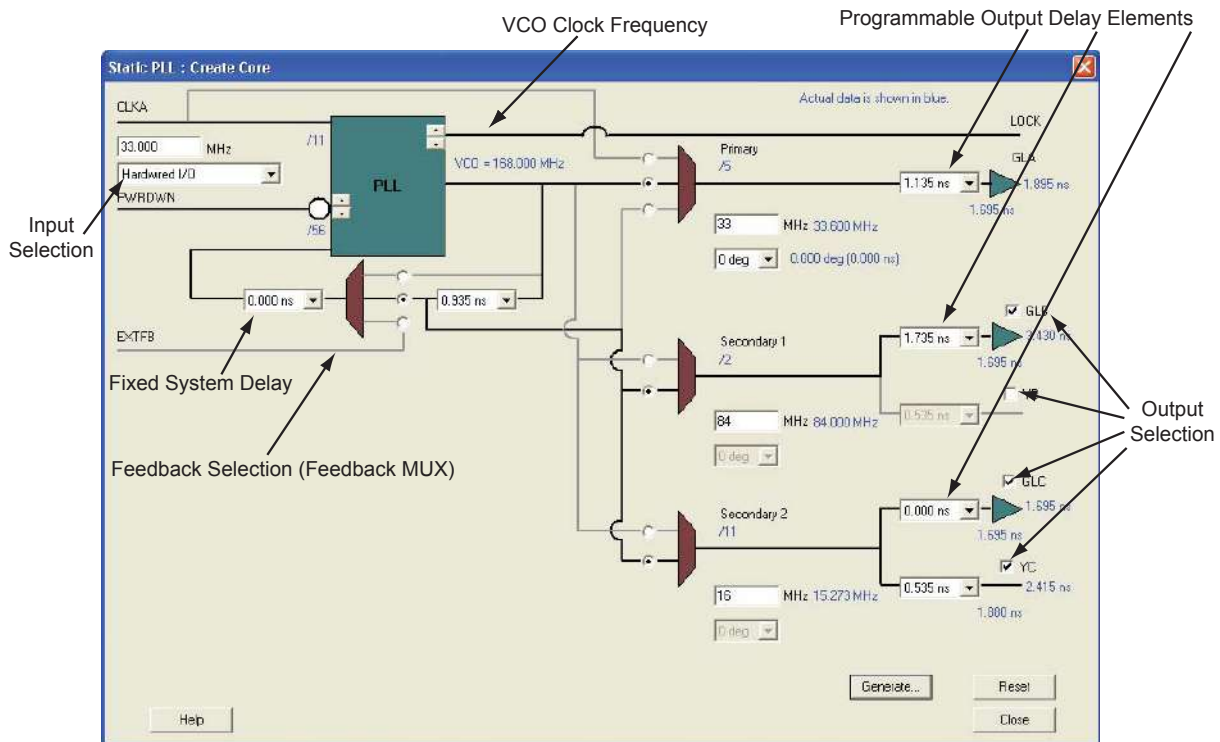 VCO Clock Frequency
Programmable Output Delay Elements
Static PLL : Create Core
Actual data is shown in blue.
CLKA
LOCK
33.000 MHz
/11
Hardwired I/O
PWRDWN
/56
PLL
VCO = 168.000 MHz
Primary
/5
GLA
1.135 ns
1.895 ns
1.695 ns
33 MHz 33.600 MHz
0 deg 0.000 deg (0.000 ns)
Input
Selection
0.000 ns
0.935 ns
EXTFB
Fixed System Delay
Feedback Selection (Feedback MUX)
Secondary 1
/2
GLB
1.735 ns
3.430 ns
1.695 ns
YB
0.535 ns
84 MHz 84.000 MHz
0 deg
Output
Selection
Secondary 2
/11
GLC
0.000 ns
1.695 ns
1.695 ns
YC
0.535 ns
2.415 ns
1.880 ns
16 MHz 15.273 MHz
0 deg
Generate...
Reset
Help
Close